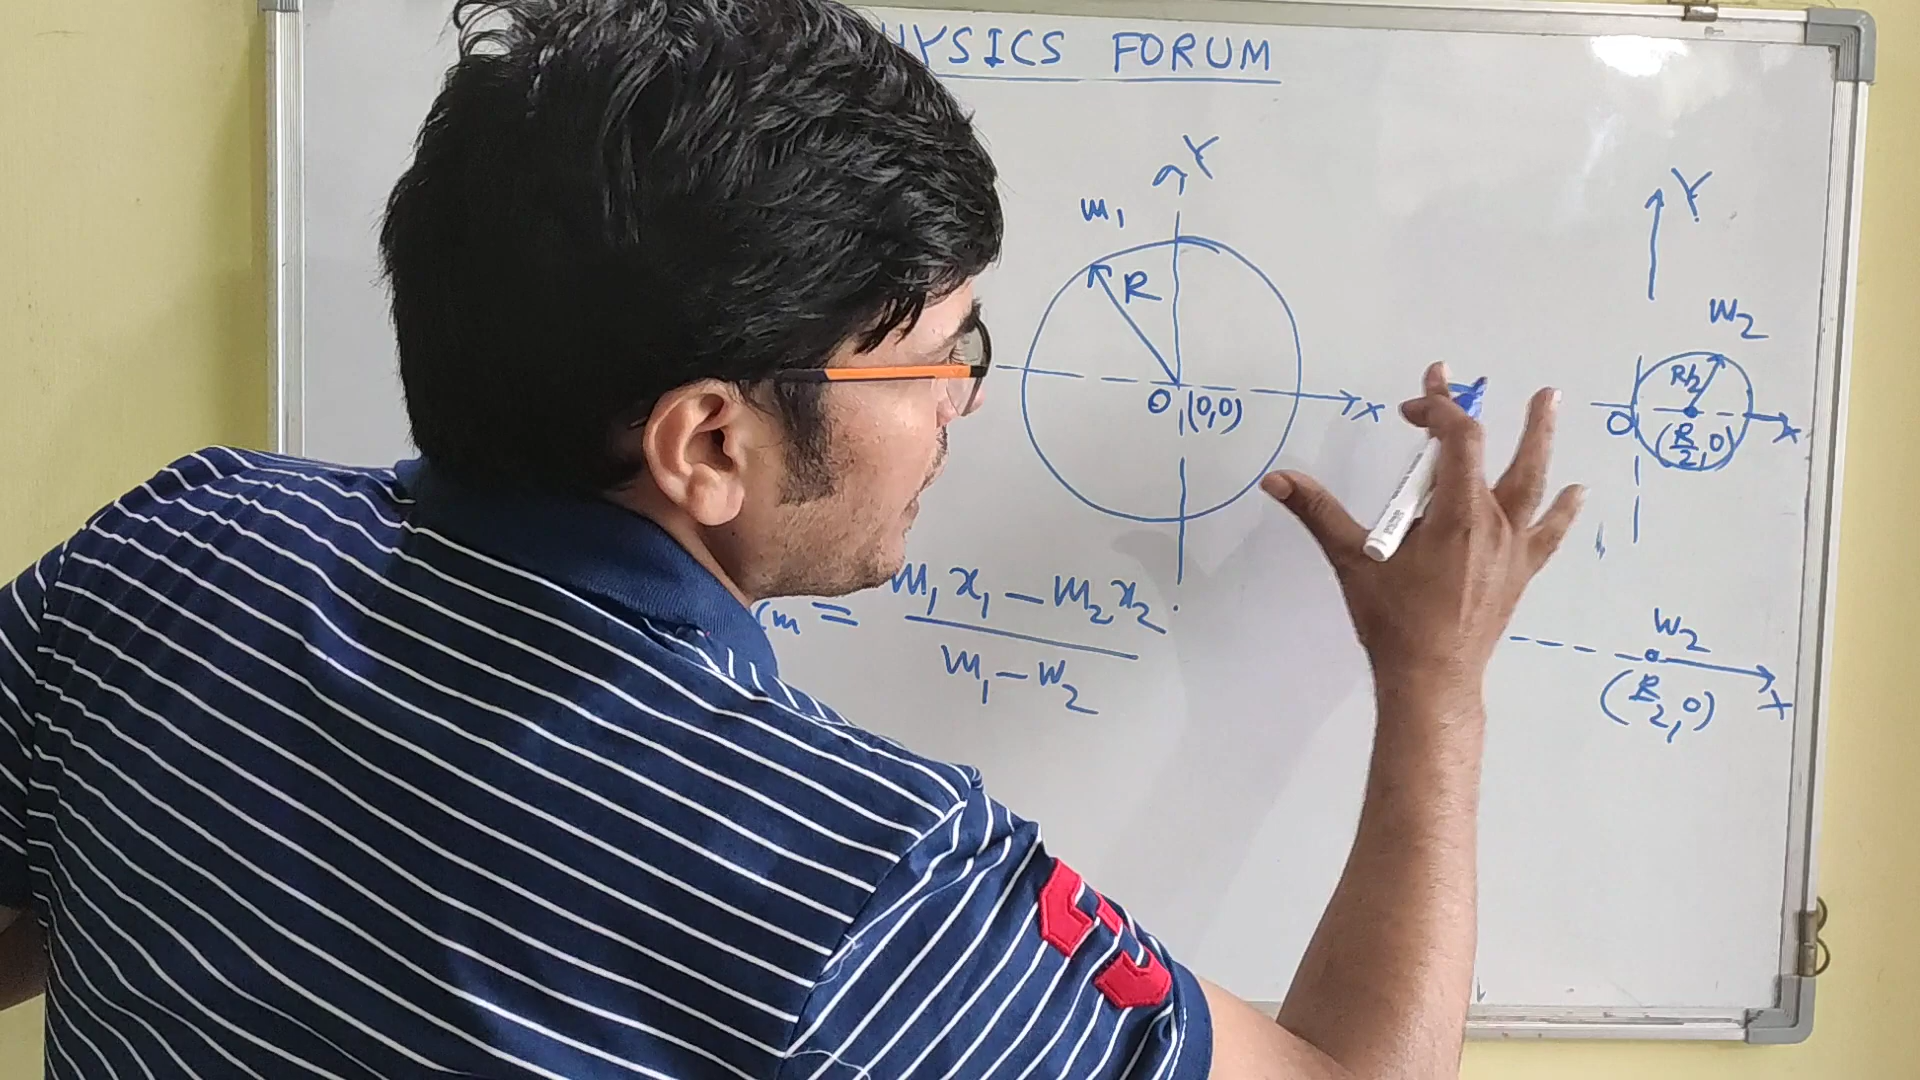 YSICS FORUM
Y
m₁
R
O (0,0)
X
Y
m₂
R/2
O
(R/2, 0)
X
m = m₁x₁ - m₂x₂ / m₁ - m₂
m₂
(R/2, 0)
X